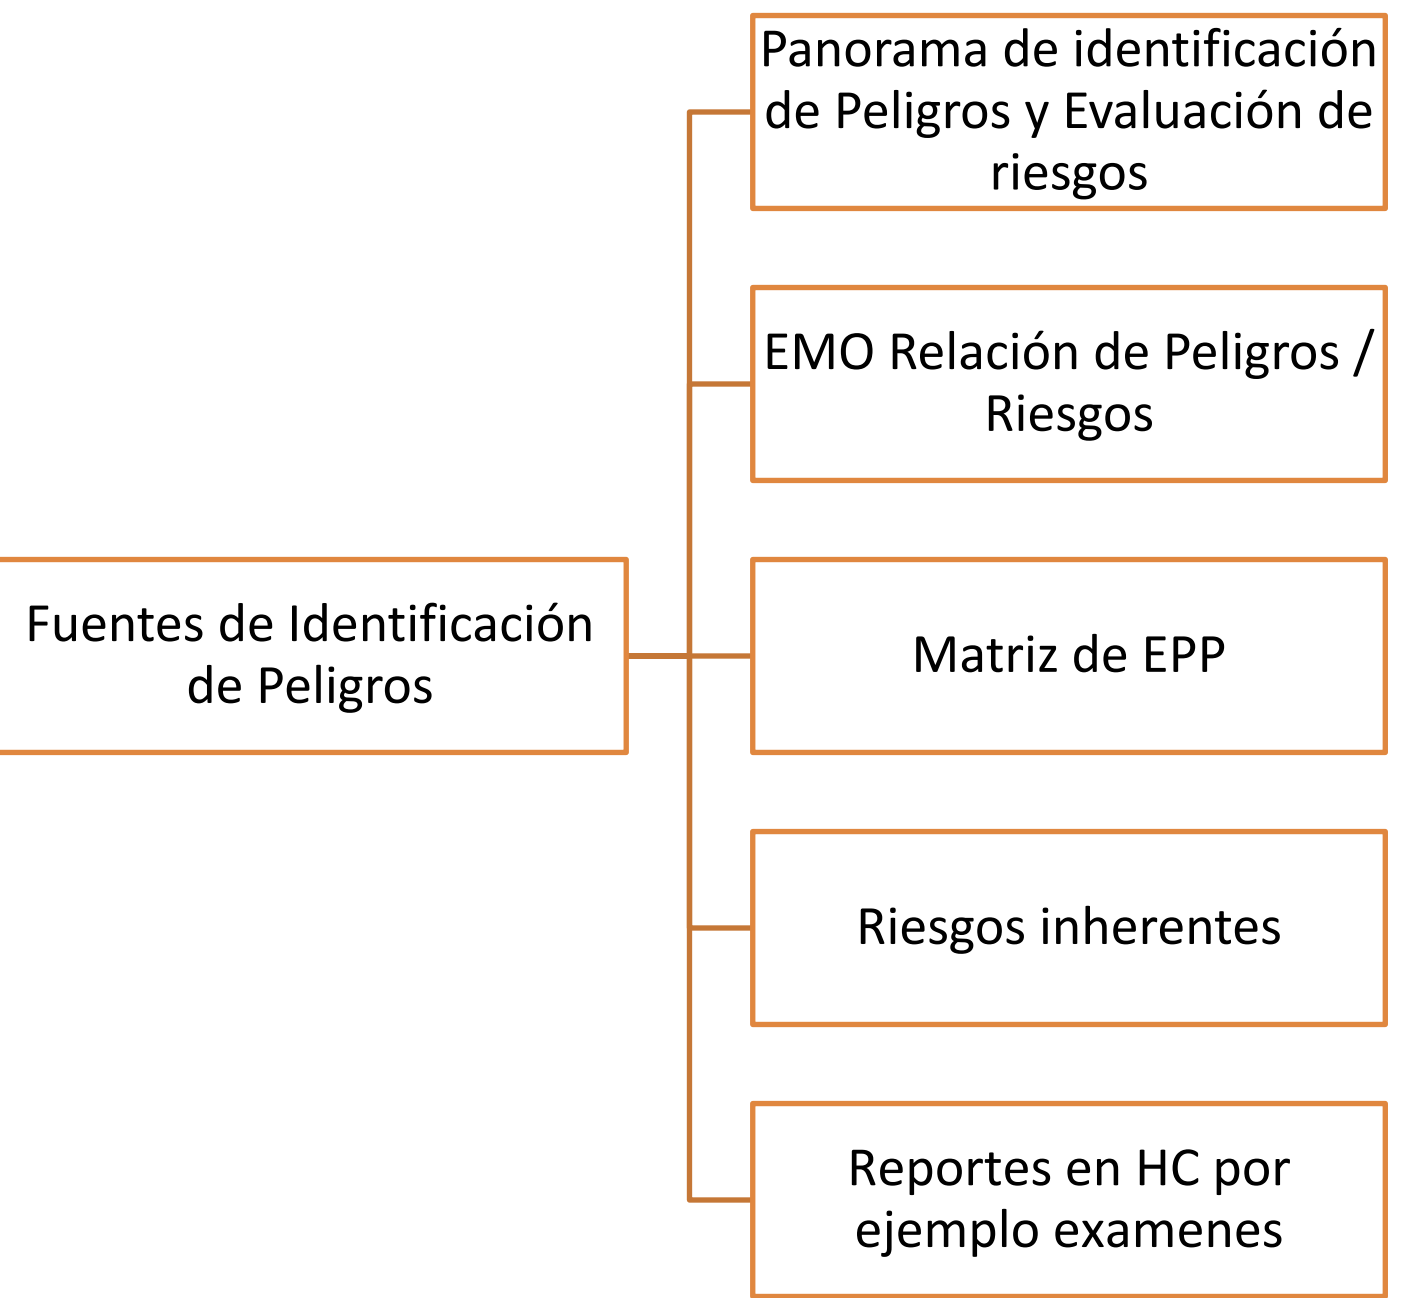 Panorama de identificación
de Peligros y Evaluación de
riesgos
EMO Relación de Peligros /
Riesgos
Fuentes de Identificación
de Peligros
Matriz de EPP
Riesgos inherentes
Reportes en HC por
ejemplo examenes